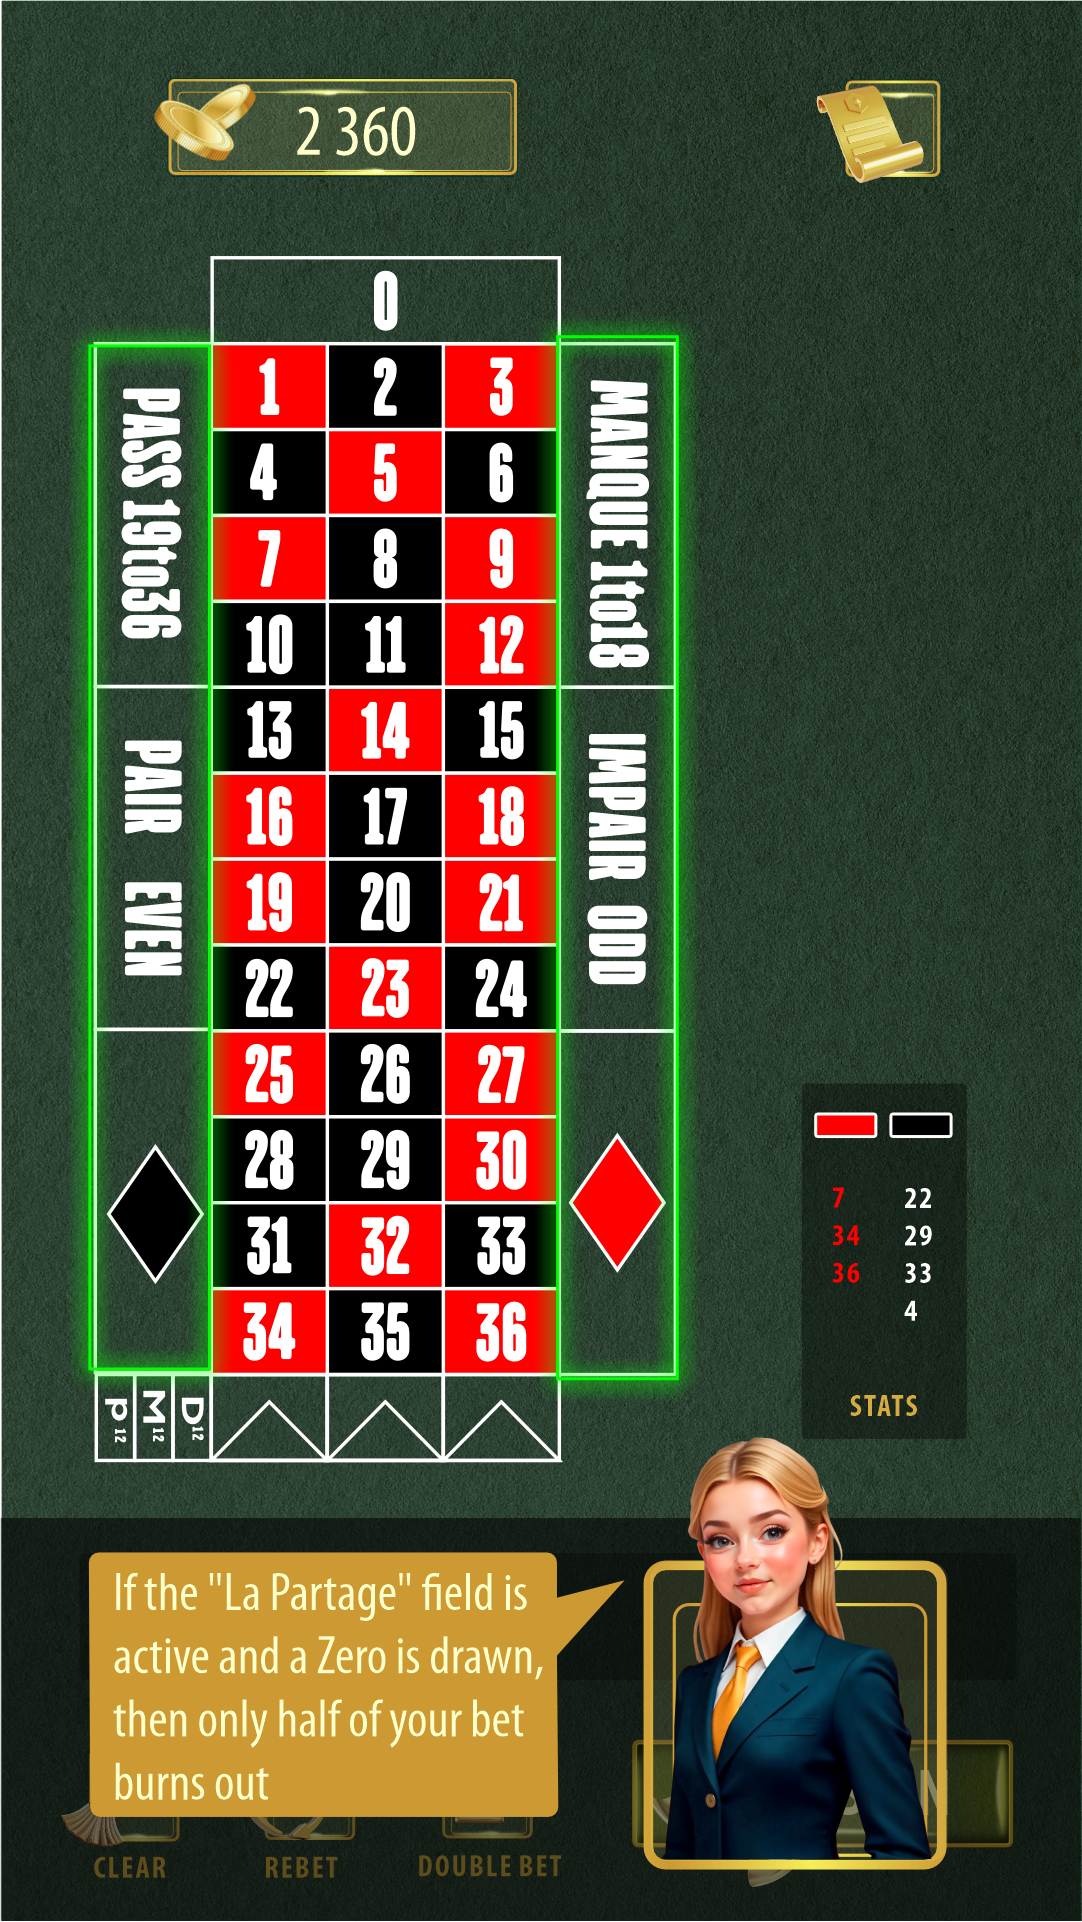 2 360
0
PASS 19to36
PAIR EVEN
1 2 3
4 5 6
7 8 9
10 11 12
13 14 15
16 17 18
19 20 21
22 23 24
25 26 27
28 29 30
31 32 33
34 35 36
MANQUE 1to18
IMPAIR ODD
P12 M12 D12
7 22
34 29
36 33
4
STATS
If the "La Partage" field is
active and a Zero is drawn,
then only half of your bet
burns out
CLEAR REBET DOUBLE BET